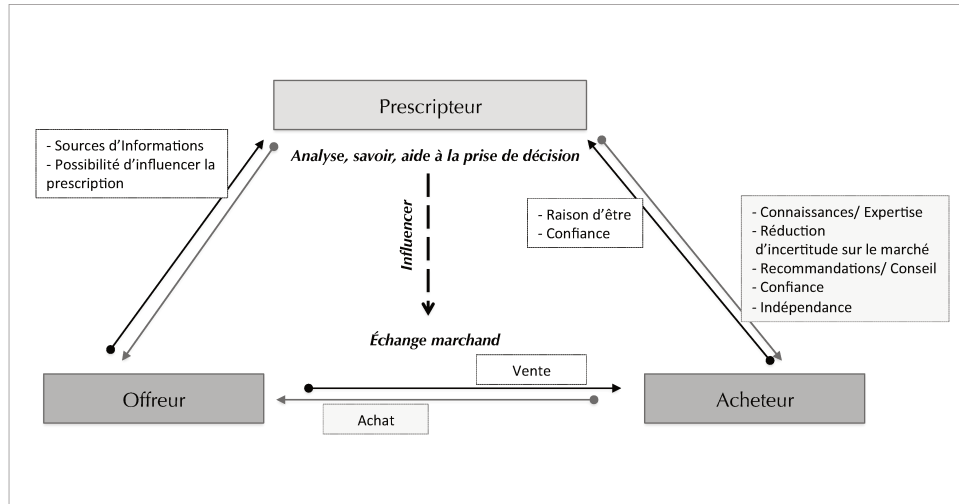 Prescripteur
- Sources d’Informations
- Possibilité d’influencer la
prescription
Analyse, savoir, aide à la prise de décision
Influencer
- Raison d’être
- Confiance
- Connaissances/ Expertise
- Réduction
d’incertitude sur le marché
- Recommandations/ Conseil
- Confiance
- Indépendance
Échange marchand
Vente
Offreur
Acheteur
Achat